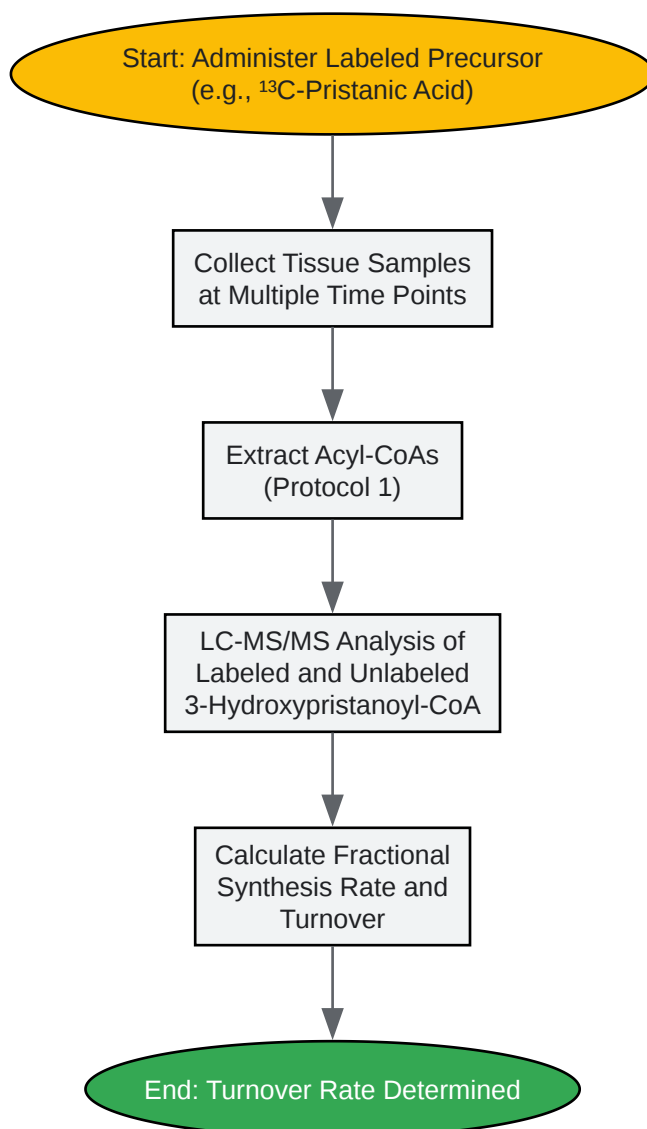 Start: Administer Labeled Precursor
(e.g., ¹³C-Pristanic Acid)
Collect Tissue Samples
at Multiple Time Points
Extract Acyl-CoAs
(Protocol 1)
LC-MS/MS Analysis of
Labeled and Unlabeled
3-Hydroxypristanoyl-CoA
Calculate Fractional
Synthesis Rate and
Turnover
End: Turnover Rate Determined